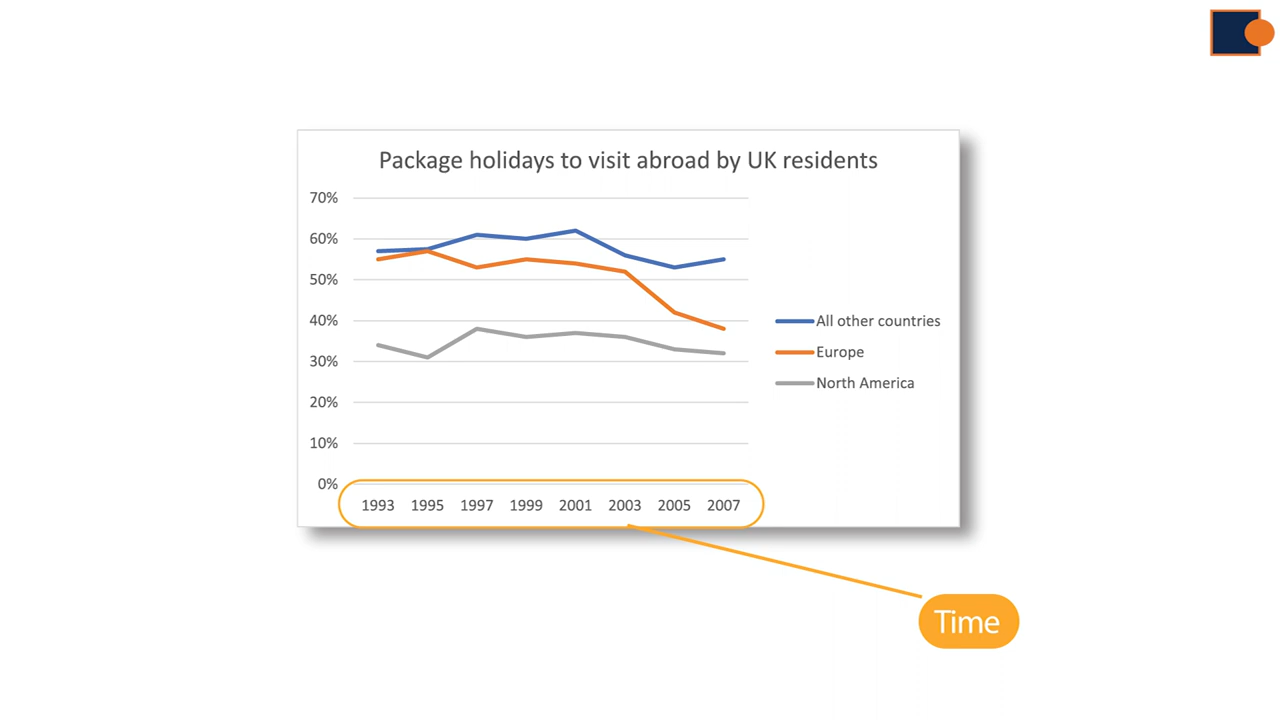 Package holidays to visit abroad by UK residents
70%
60%
50%
40%
30%
20%
10%
0%
1993 1995 1997 1999 2001 2003 2005 2007
All other countries
Europe
North America
Time